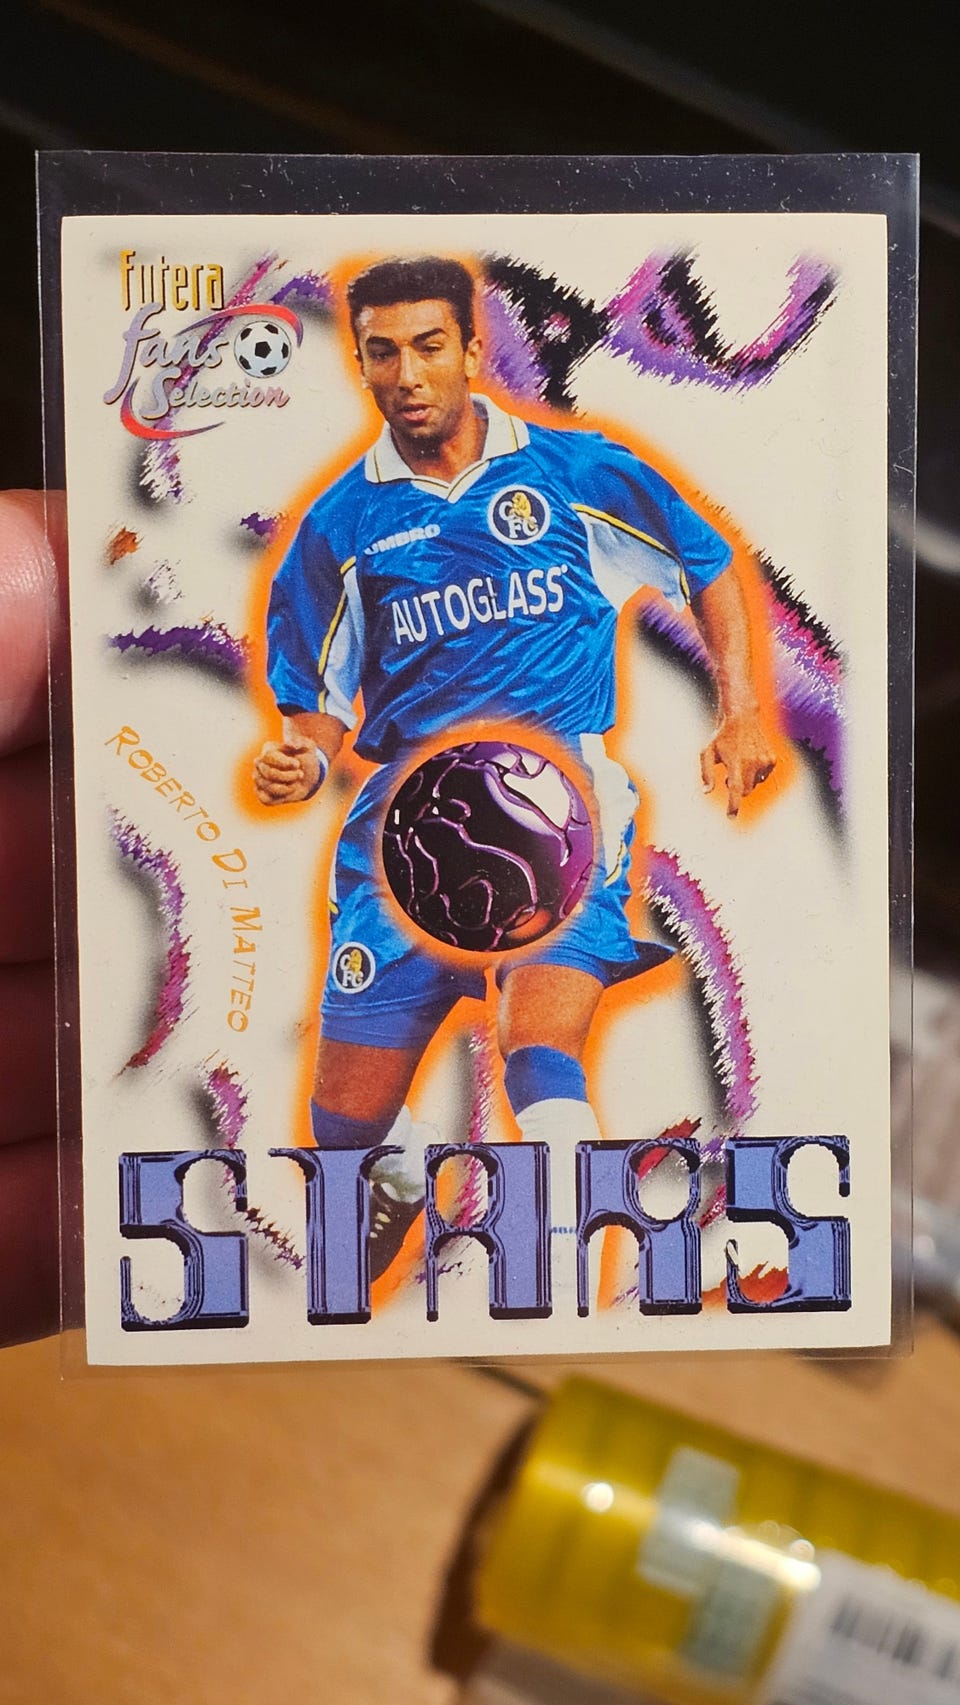 futera
fans
Selection
UMBRO
CFC
AUTOGLASS
ROBERTO DI MATTEO
CFC
STARS